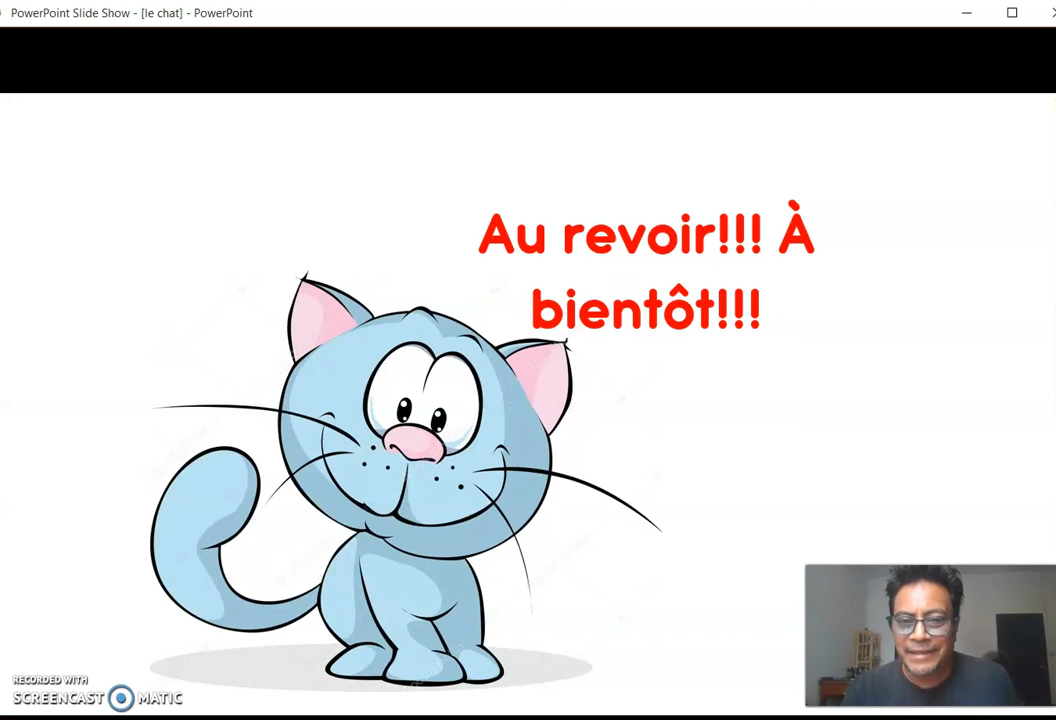 PowerPoint Slide Show - [le chat] - PowerPoint
Au revoir!!! À
bientôt!!!
RECORDED WITH
SCREENCAST MATIC